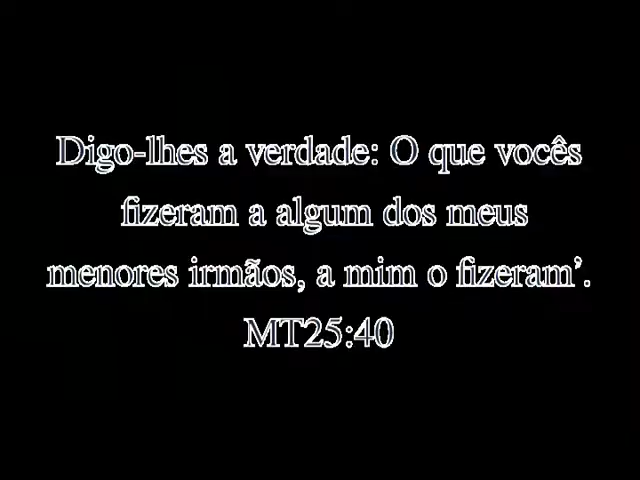 Digo-lhes a verdade: O que vocês
fizeram a algum dos meus
menores irmãos, a mim o fizeram’.
MT25:40